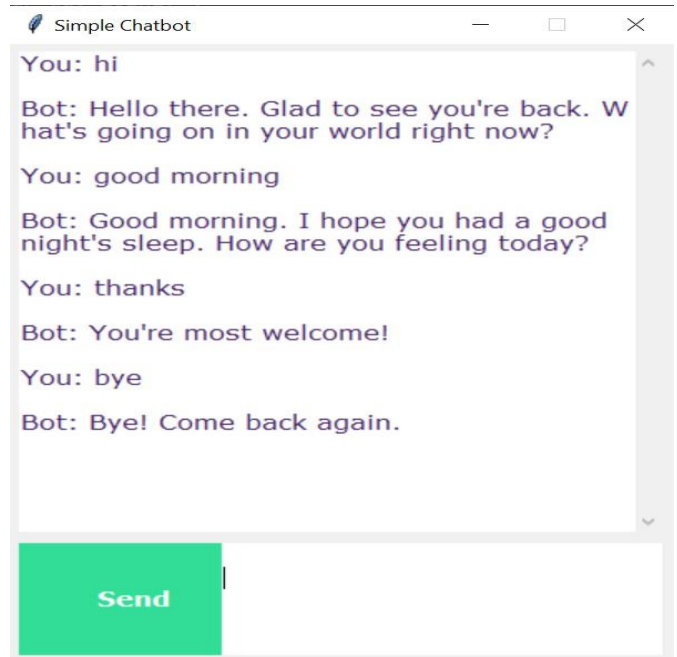 Simple Chatbot
You: hi
Bot: Hello there. Glad to see you're back. W
hat's going on in your world right now?
You: good morning
Bot: Good morning. I hope you had a good
night's sleep. How are you feeling today?
You: thanks
Bot: You're most welcome!
You: bye
Bot: Bye! Come back again.
Send